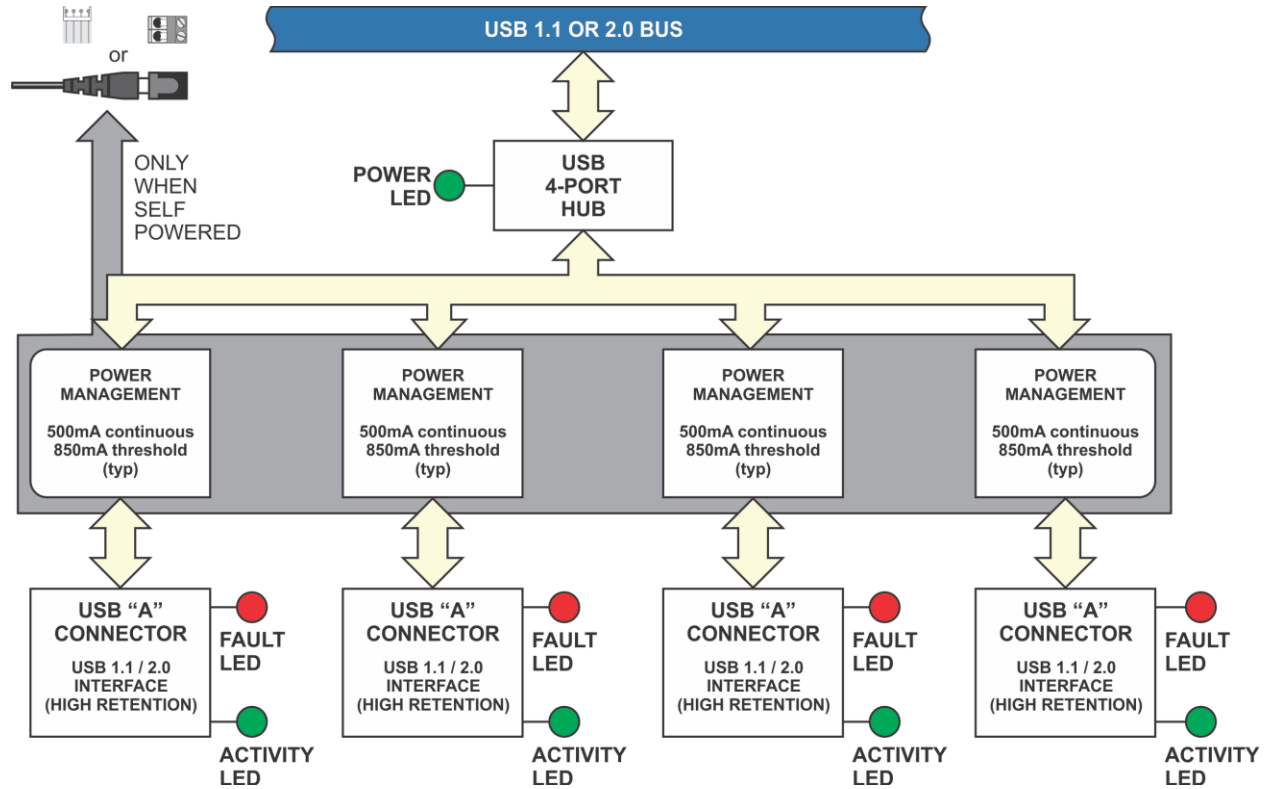 USB 1.1 OR 2.0 BUS
or
ONLY
WHEN
SELF
POWERED
POWER
LED
USB
4-PORT
HUB
POWER
MANAGEMENT
500mA continuous
850mA threshold
(typ)
POWER
MANAGEMENT
500mA continuous
850mA threshold
(typ)
POWER
MANAGEMENT
500mA continuous
850mA threshold
(typ)
POWER
MANAGEMENT
500mA continuous
850mA threshold
(typ)
USB “A”
CONNECTOR
USB 1.1 / 2.0
INTERFACE
(HIGH RETENTION)
FAULT
LED
ACTIVITY
LED
USB “A”
CONNECTOR
USB 1.1 / 2.0
INTERFACE
(HIGH RETENTION)
FAULT
LED
ACTIVITY
LED
USB “A”
CONNECTOR
USB 1.1 / 2.0
INTERFACE
(HIGH RETENTION)
FAULT
LED
ACTIVITY
LED
USB “A”
CONNECTOR
USB 1.1 / 2.0
INTERFACE
(HIGH RETENTION)
FAULT
LED
ACTIVITY
LED